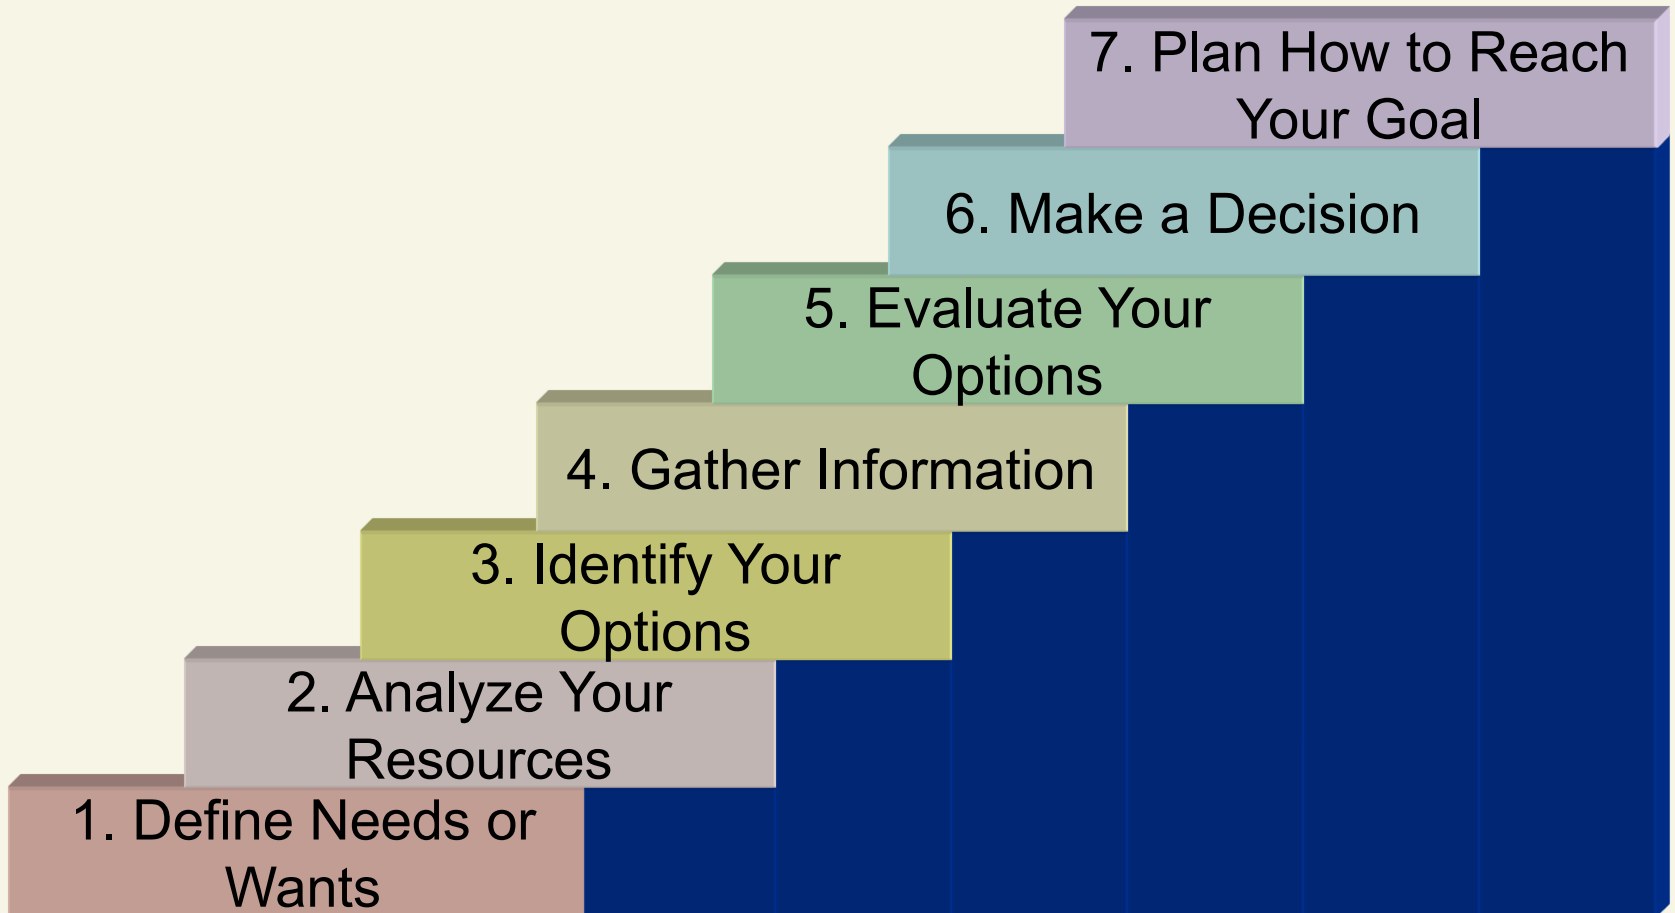 7. Plan How to Reach
Your Goal
6. Make a Decision
5. Evaluate Your
Options
4. Gather Information
3. Identify Your
Options
2. Analyze Your
Resources
1. Define Needs or
Wants